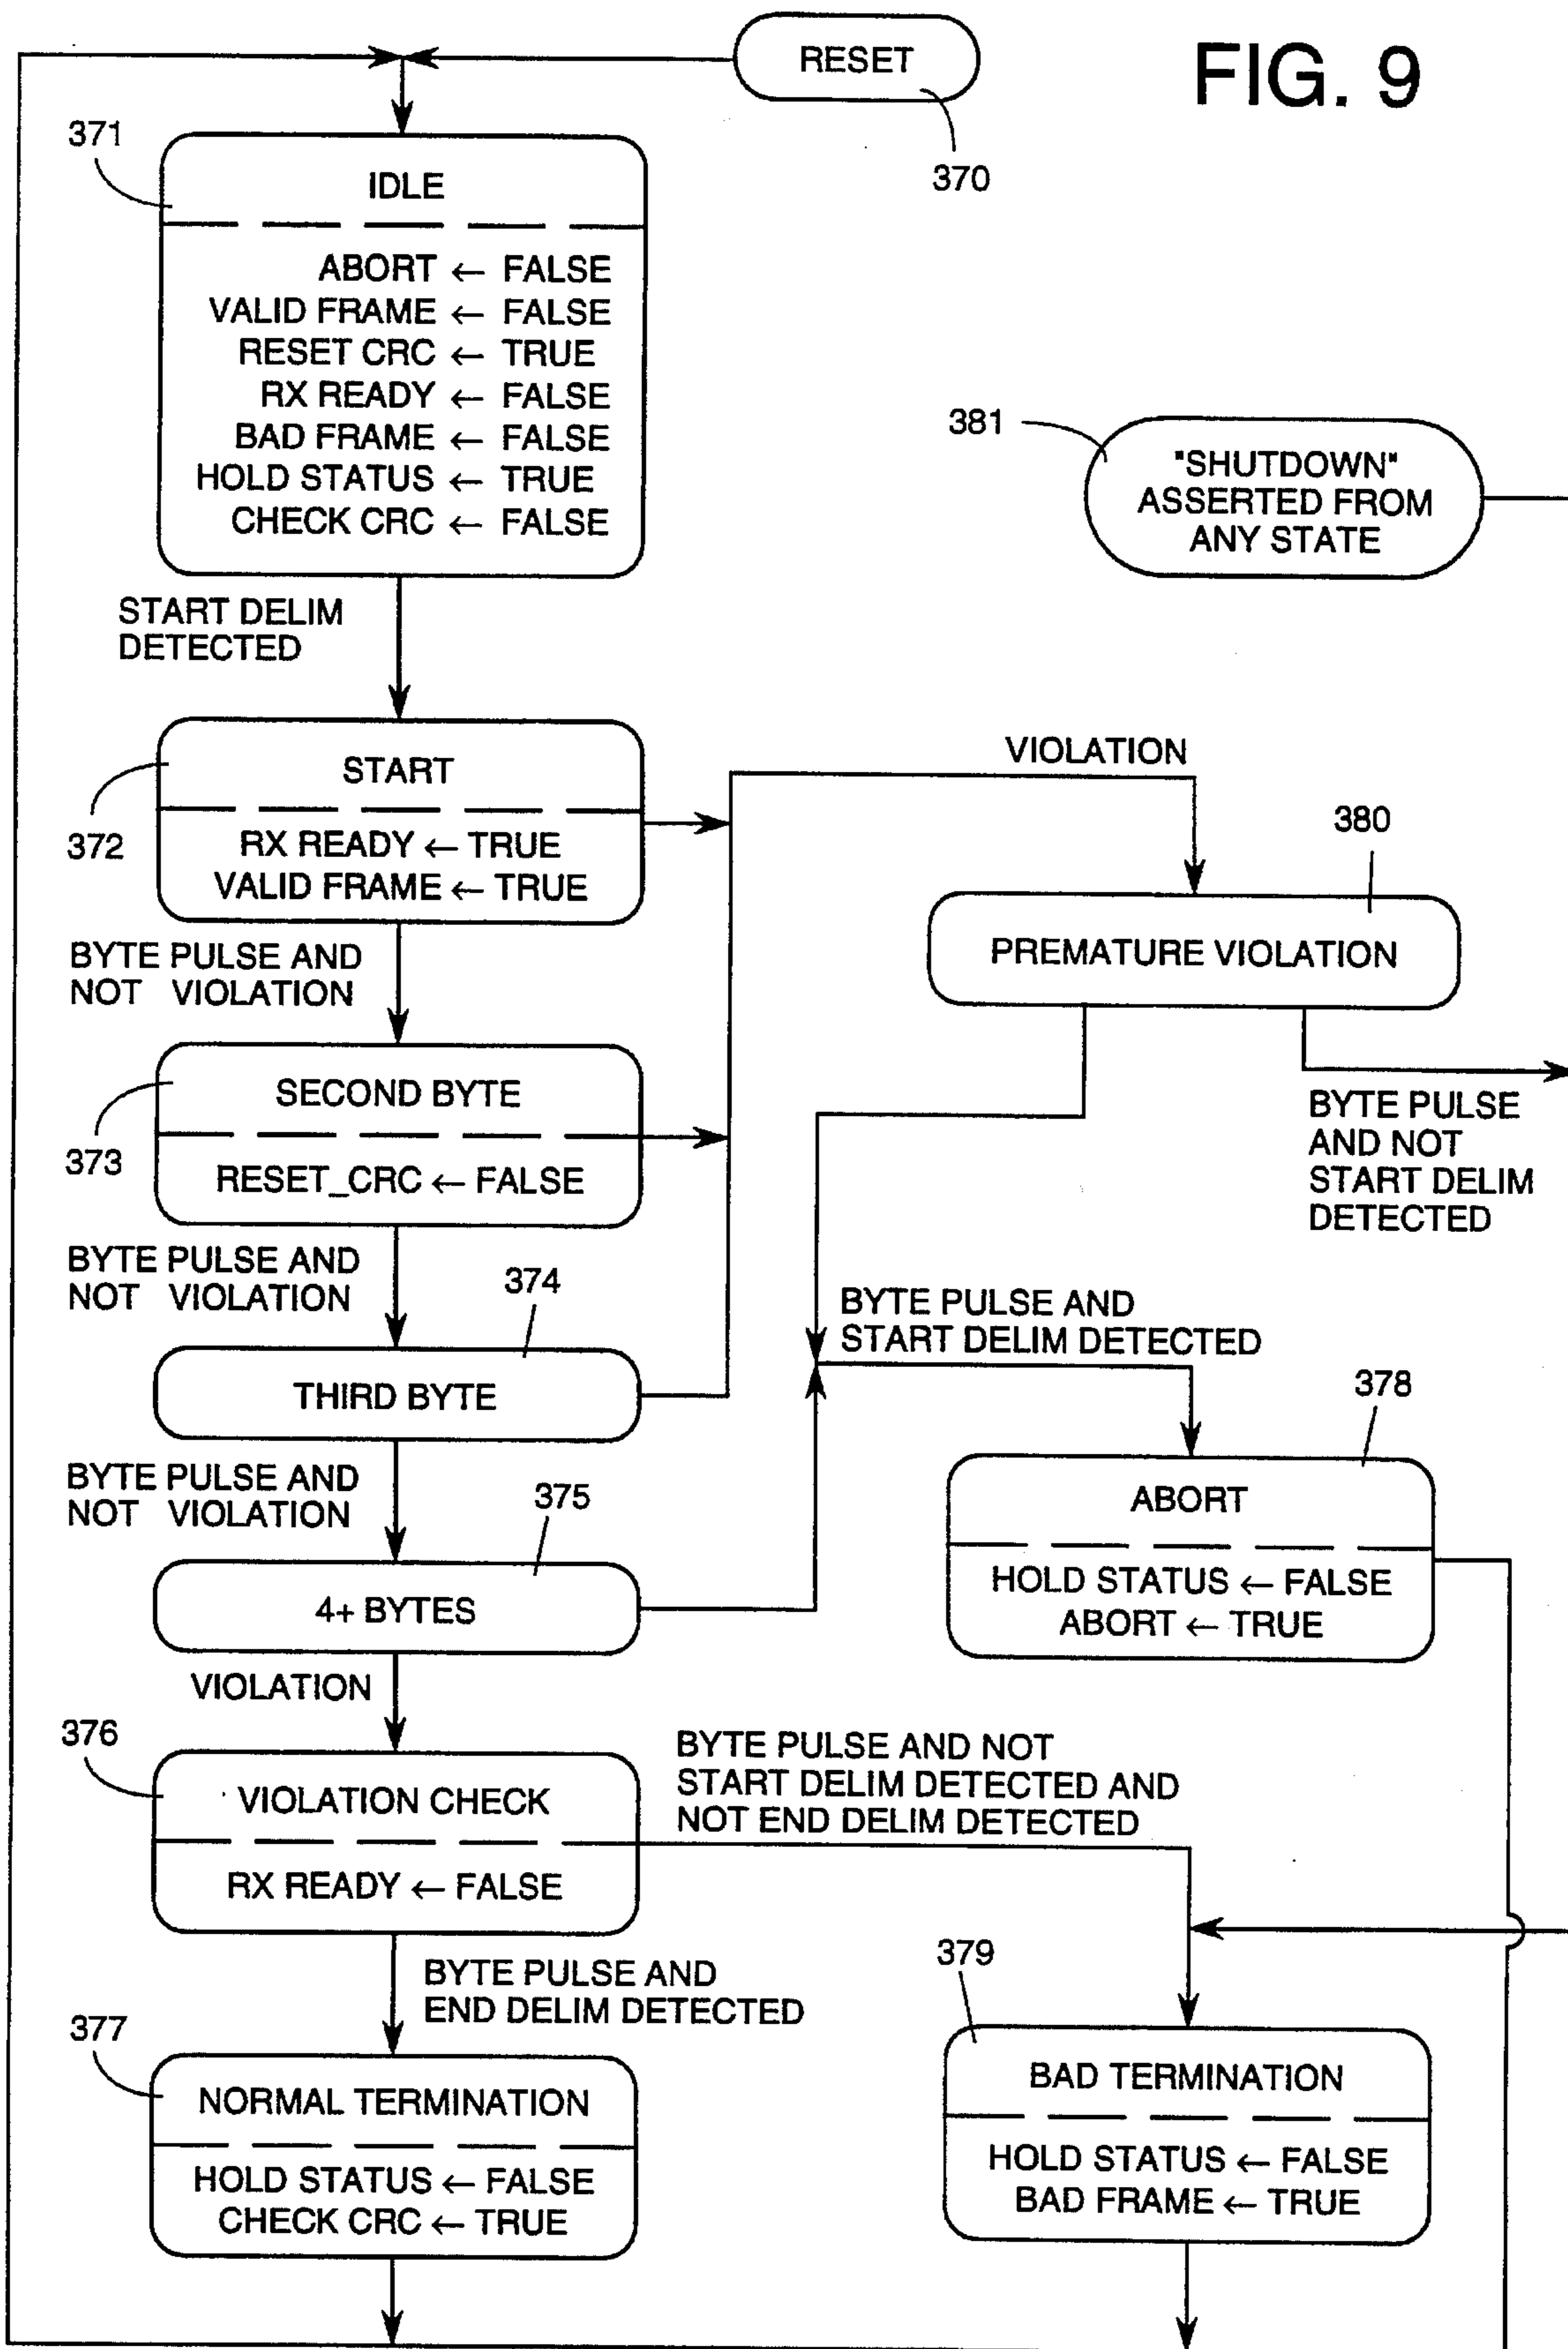 FIG. 9
RESET
370
371
IDLE
ABORT ← FALSE
VALID FRAME ← FALSE
RESET CRC ← TRUE
RX READY ← FALSE
BAD FRAME ← FALSE
HOLD STATUS ← TRUE
CHECK CRC ← FALSE
381
"SHUTDOWN"
ASSERTED FROM
ANY STATE
START DELIM
DETECTED
372
START
RX READY ← TRUE
VALID FRAME ← TRUE
VIOLATION
380
PREMATURE VIOLATION
BYTE PULSE AND
NOT VIOLATION
373
SECOND BYTE
RESET_CRC ← FALSE
BYTE PULSE
AND NOT
START DELIM
DETECTED
BYTE PULSE AND
NOT VIOLATION
374
THIRD BYTE
BYTE PULSE AND
START DELIM DETECTED
378
ABORT
HOLD STATUS ← FALSE
ABORT ← TRUE
BYTE PULSE AND
NOT VIOLATION
375
4+ BYTES
VIOLATION
376
VIOLATION CHECK
RX READY ← FALSE
BYTE PULSE AND NOT
START DELIM DETECTED AND
NOT END DELIM DETECTED
BYTE PULSE AND
END DELIM DETECTED
377
NORMAL TERMINATION
HOLD STATUS ← FALSE
CHECK CRC ← TRUE
379
BAD TERMINATION
HOLD STATUS ← FALSE
BAD FRAME ← TRUE